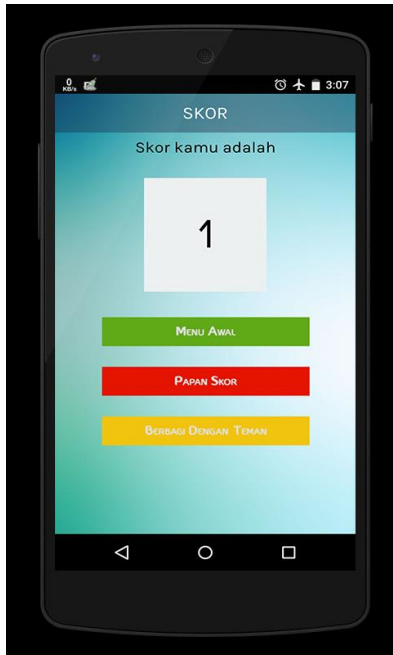 0
KB/s
3:07
SKOR
Skor kamu adalah
1
Menu Awal
Papan Skor
Berbagi Dengan Teman